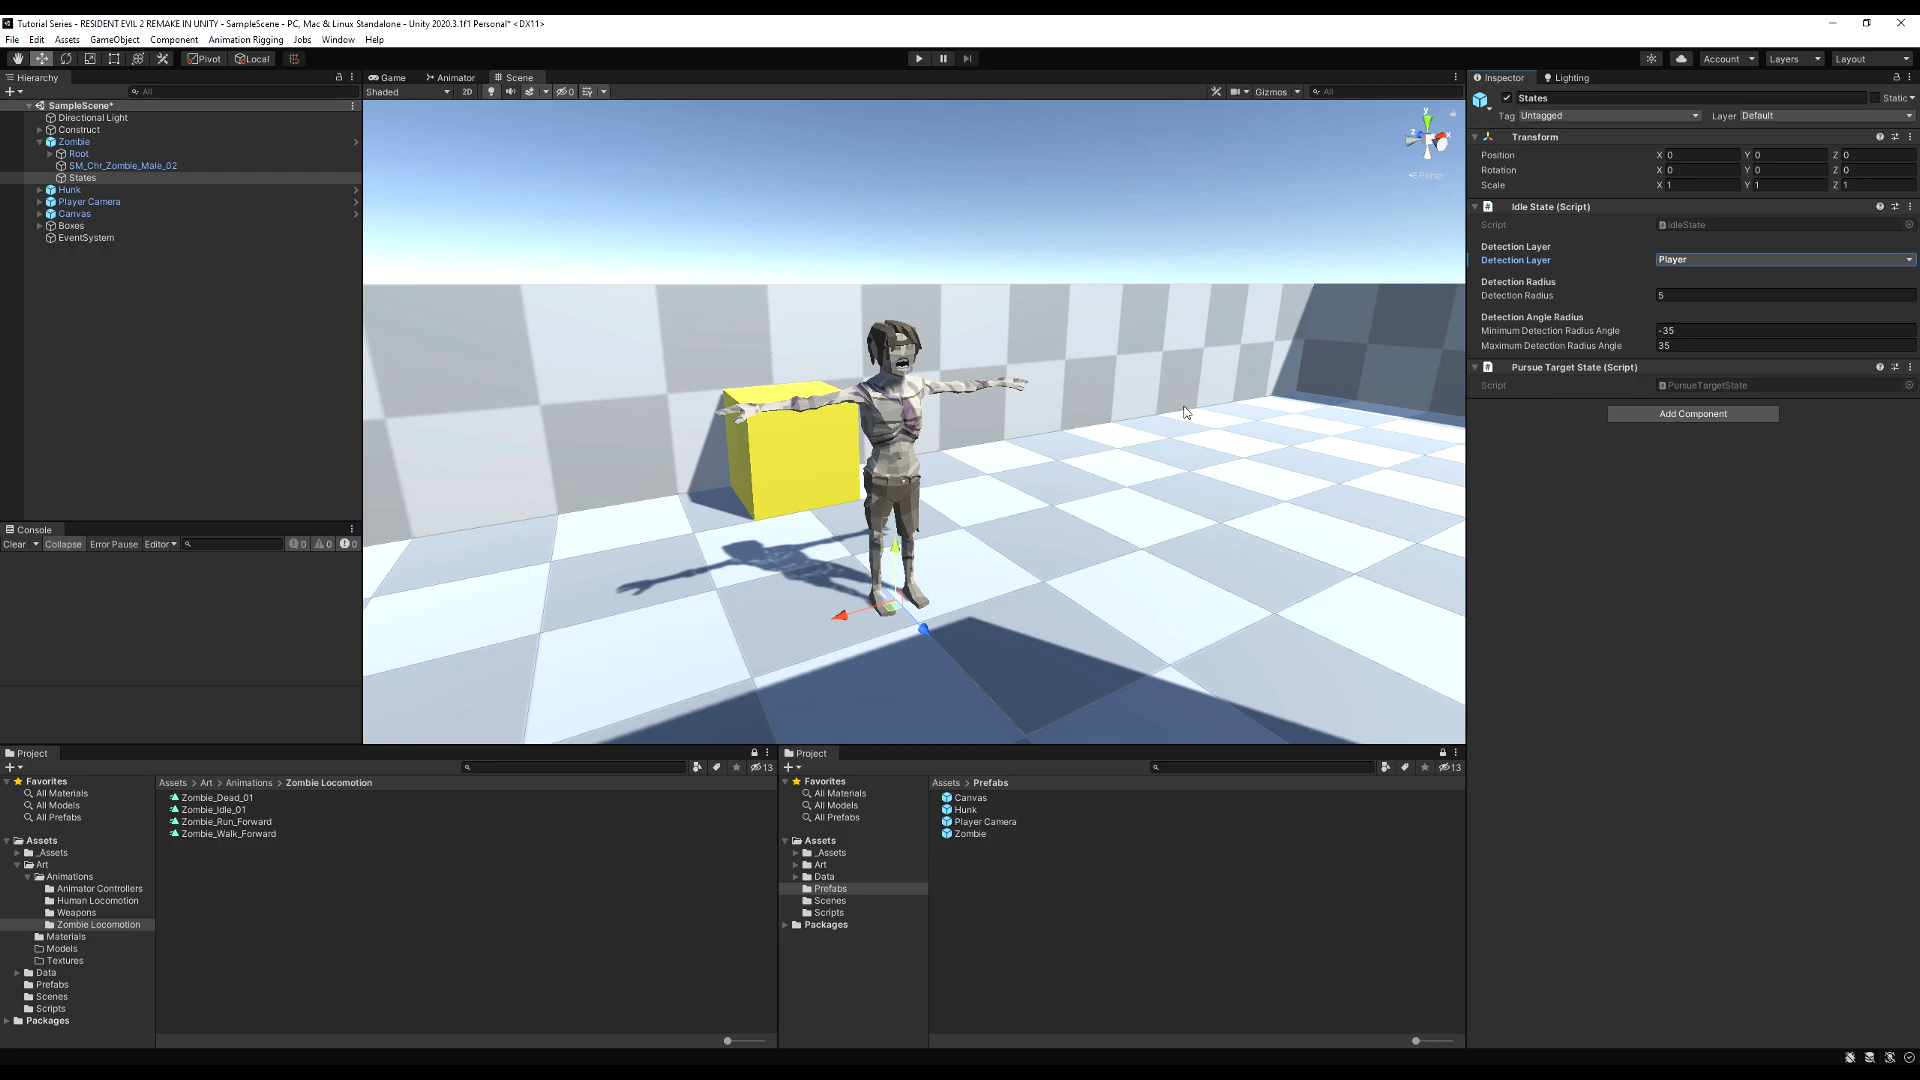 Tutorial Series - RESIDENT EVIL 2 REMAKE IN UNITY - SampleScene - PC, Mac & Linux Standalone - Unity 2020.3.1f1 Personal* <DX11>
File Edit Assets GameObject Component Animation Rigging Jobs Window Help
Pivot Local Account Layers Layout
Hierarchy
All
SampleScene*
Directional Light
Construct
Zombie
Root
SM_Chr_Zombie_Male_02
States
Hunk
Player Camera
Canvas
Boxes
EventSystem
Game Animator Scene
Shaded 2D 0 Gizmos All
y
z x
Persp
Inspector Lighting
States Static
Tag Untagged Layer Default
Transform
Position X 0 Y 0 Z 0
Rotation X 0 Y 0 Z 0
Scale X 1 Y 1 Z 1
Idle State (Script)
Script IdleState
Detection Layer
Detection Layer Player
Detection Radius
Detection Radius 5
Detection Angle Radius
Minimum Detection Radius Angle -35
Maximum Detection Radius Angle 35
Pursue Target State (Script)
Script PursueTargetState
Add Component
Console
Clear Collapse Error Pause Editor 0 0 0
Project
13
Favorites
All Materials
All Models
All Prefabs
Assets
_Assets
Art
Animations
Animator Controllers
Human Locomotion
Weapons
Zombie Locomotion
Materials
Models
Textures
Data
Prefabs
Scenes
Scripts
Packages
Assets > Art > Animations > Zombie Locomotion
Zombie_Dead_01
Zombie_Idle_01
Zombie_Run_Forward
Zombie_Walk_Forward
Project
13
Favorites
All Materials
All Models
All Prefabs
Assets
_Assets
Art
Data
Prefabs
Scenes
Scripts
Packages
Assets > Prefabs
Canvas
Hunk
Player Camera
Zombie